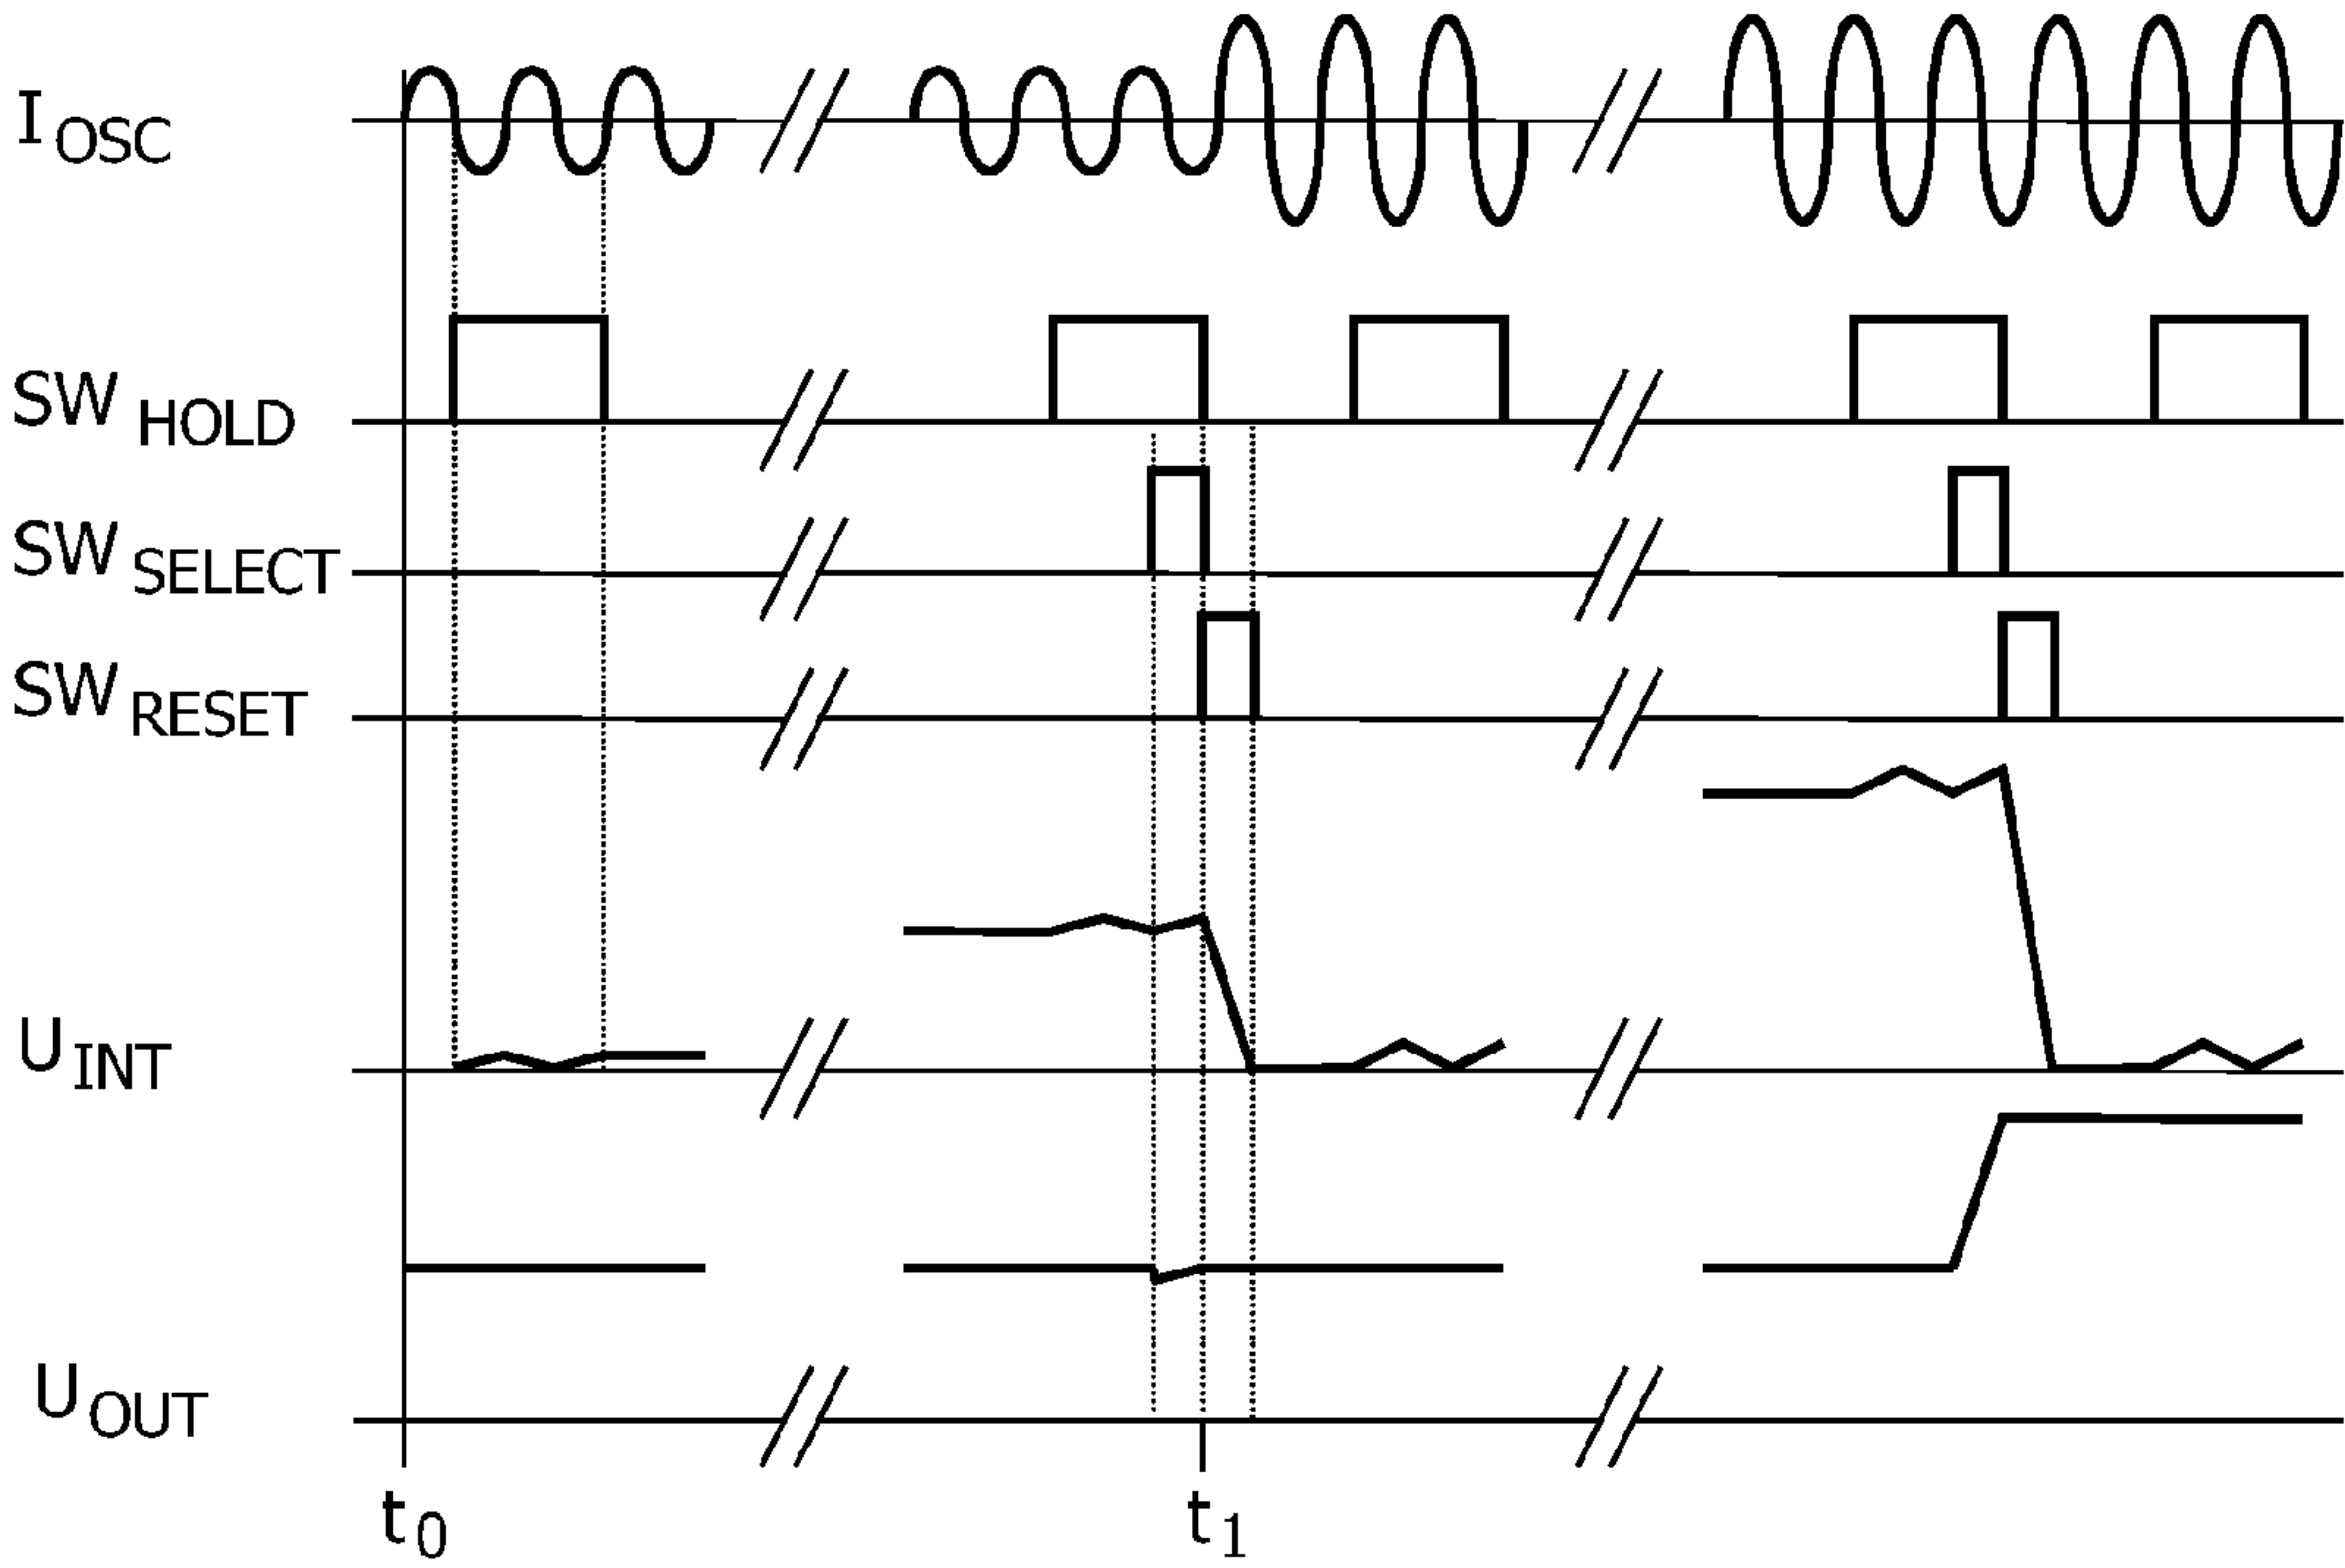 I OSC
SW HOLD
SW SELECT
SW RESET
U INT
U OUT
t0 t1